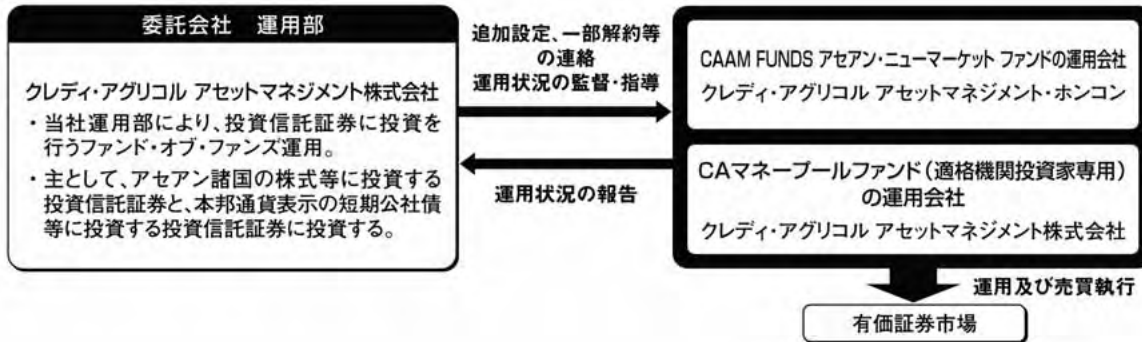 委託会社 運用部
クレディ・アグリコル アセットマネジメント株式会社
・当社運用部により、投資信託証券に投資を
行うファンド・オブ・ファンズ運用。
・主として、アセアン諸国の株式等に投資する
投資信託証券と、本邦通貨表示の短期公社債
等に投資する投資信託証券に投資する。
追加設定、一部解約等
の連絡
運用状況の監督・指導
運用状況の報告
CAAM FUNDS アセアン・ニューマーケット ファンドの運用会社
クレディ・アグリコル アセットマネジメント・ホンコン
CAマネープールファンド(適格機関投資家専用)
の運用会社
クレディ・アグリコル アセットマネジメント株式会社
運用及び売買執行
有価証券市場